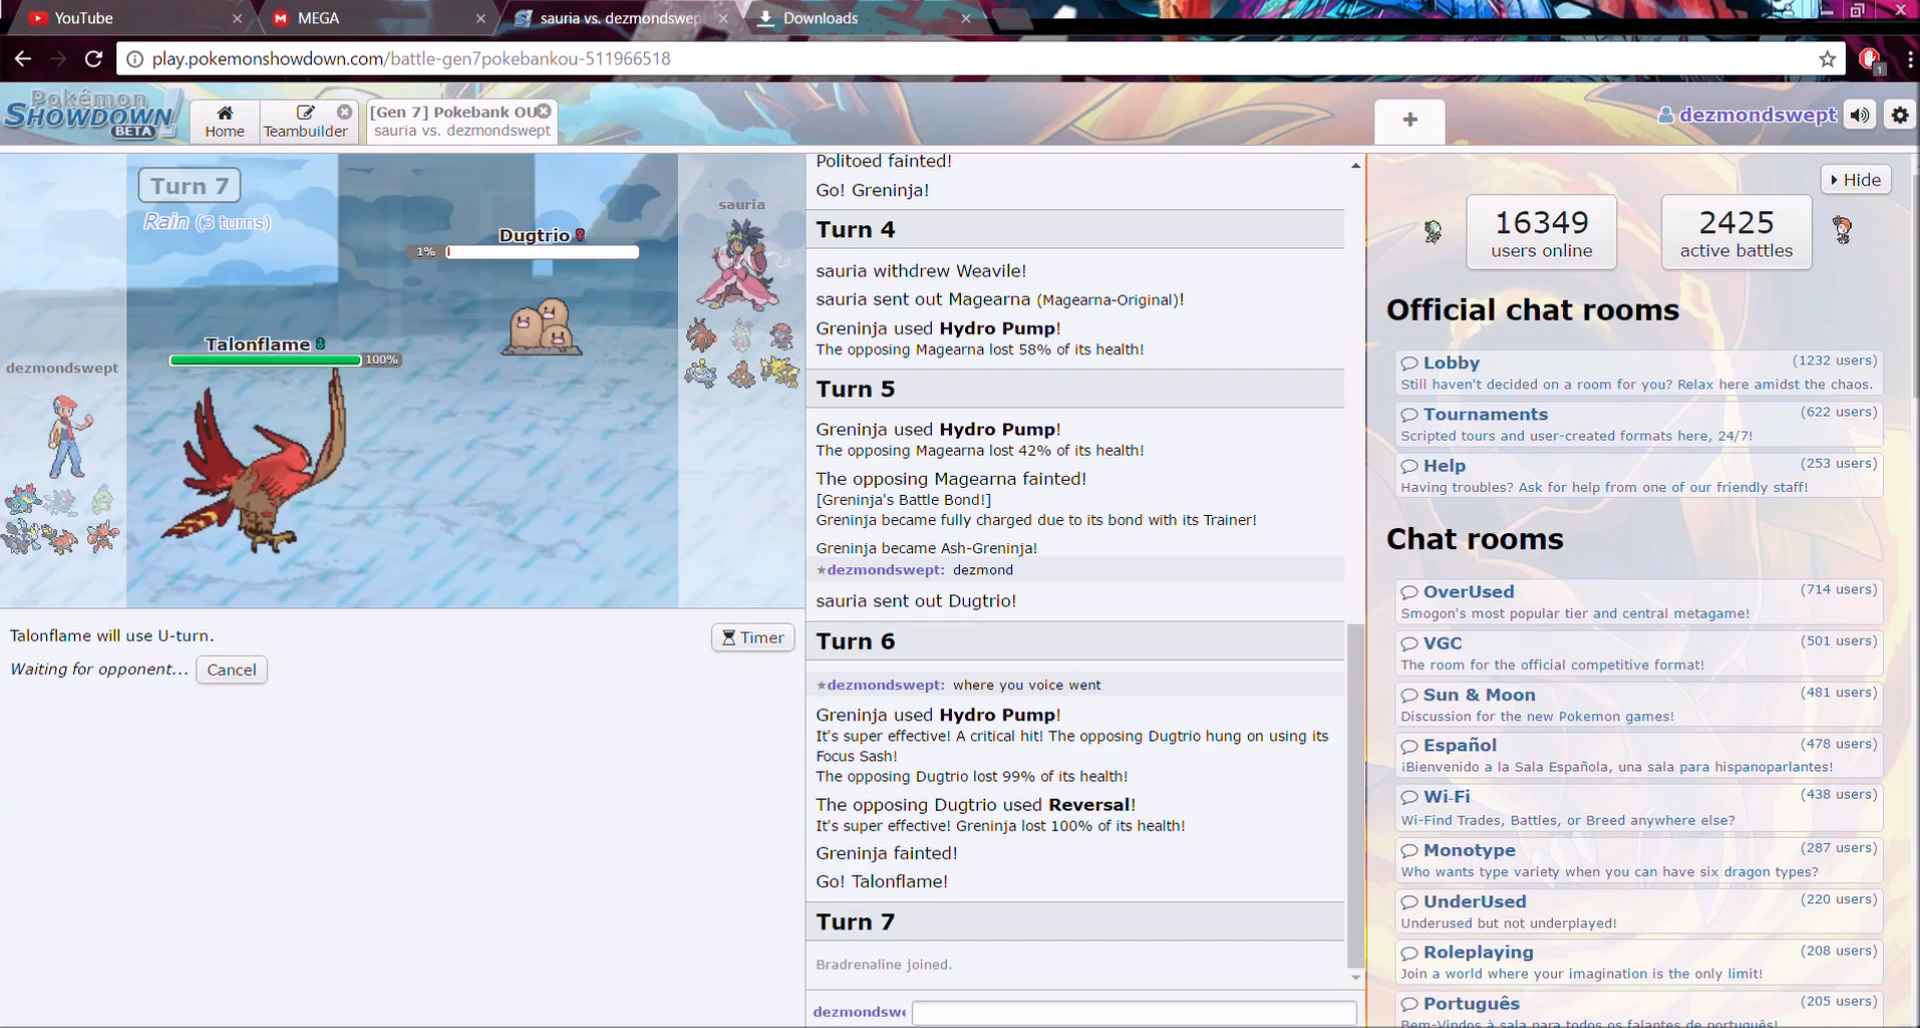 YouTube
MEGA
sauria vs. dezmondswep
Downloads
play.pokemonshowdown.com/battle-gen7pokebankou-511966518
1
Pokémon
SHOWDOWN
BETA
Home
Teambuilder
[Gen 7] Pokebank OU
sauria vs. dezmondswept
+
dezmondswept
Turn 7
Rain (3 turns)
Dugtrio
1%
Talonflame
100%
sauria
dezmondswept
Talonflame will use U-turn.
Timer
Waiting for opponent...
Cancel
Politoed fainted!
Go! Greninja!
Turn 4
sauria withdrew Weavile!
sauria sent out Magearna (Magearna-Original)!
Greninja used Hydro Pump!
The opposing Magearna lost 58% of its health!
Turn 5
Greninja used Hydro Pump!
The opposing Magearna lost 42% of its health!
The opposing Magearna fainted!
[Greninja's Battle Bond!]
Greninja became fully charged due to its bond with its Trainer!
Greninja became Ash-Greninja!
★dezmondswept: dezmond
sauria sent out Dugtrio!
Turn 6
★dezmondswept: where you voice went
Greninja used Hydro Pump!
It's super effective! A critical hit! The opposing Dugtrio hung on using its
Focus Sash!
The opposing Dugtrio lost 99% of its health!
The opposing Dugtrio used Reversal!
It's super effective! Greninja lost 100% of its health!
Greninja fainted!
Go! Talonflame!
Turn 7
Bradrenaline joined.
dezmondswe
Hide
16349
users online
2425
active battles
Official chat rooms
Lobby (1232 users)
Still haven't decided on a room for you? Relax here amidst the chaos.
Tournaments (622 users)
Scripted tours and user-created formats here, 24/7!
Help (253 users)
Having troubles? Ask for help from one of our friendly staff!
Chat rooms
OverUsed (714 users)
Smogon's most popular tier and central metagame!
VGC (501 users)
The room for the official competitive format!
Sun & Moon (481 users)
Discussion for the new Pokemon games!
Español (478 users)
¡Bienvenido a la Sala Española, una sala para hispanoparlantes!
Wi-Fi (438 users)
Wi-Find Trades, Battles, or Breed anywhere else?
Monotype (287 users)
Who wants type variety when you can have six dragon types?
UnderUsed (220 users)
Underused but not underplayed!
Roleplaying (208 users)
Join a world where your imagination is the only limit!
Português (205 users)
Bem-Vindos à sala para todos os falantes de português!